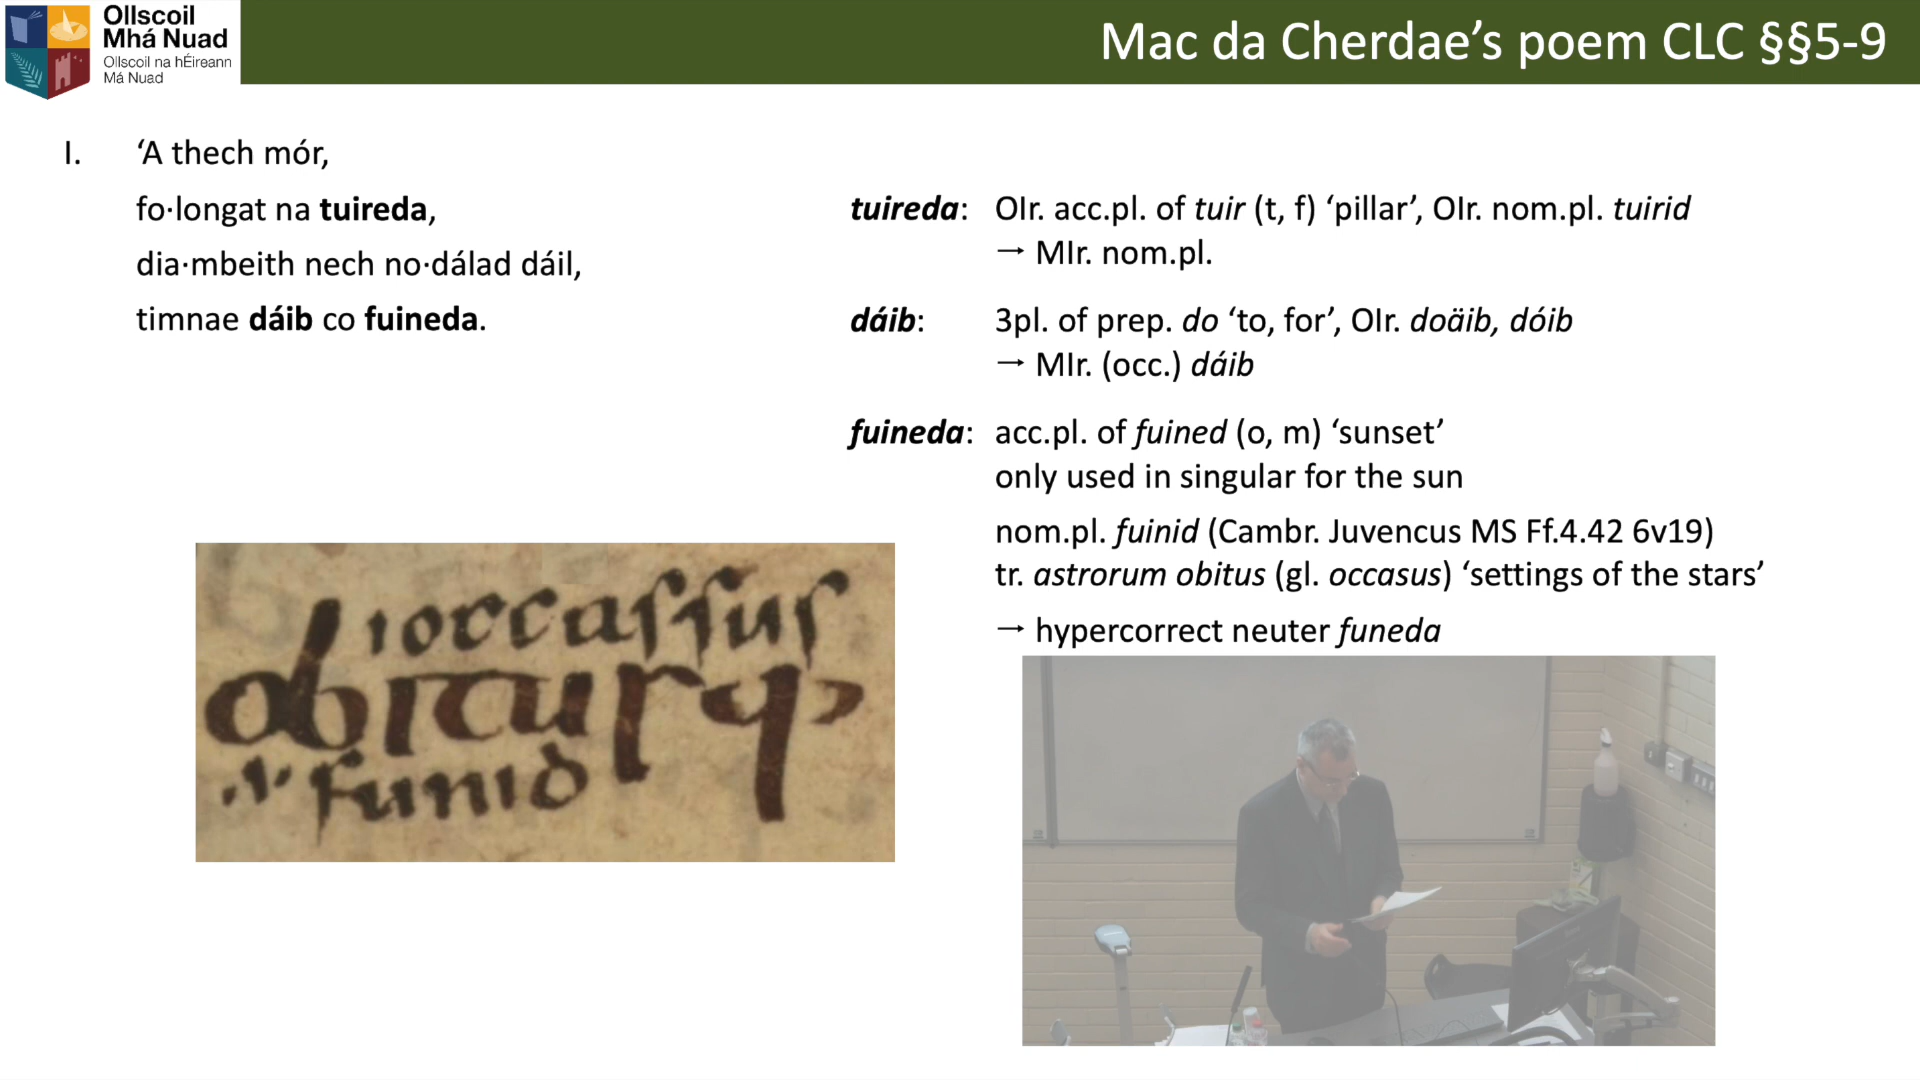 Ollscoil
Mhá Nuad
Ollscoil na hÉireann
Má Nuad
Mac da Cherdae’s poem CLC §§5-9
I. ‘A thech mór,
fo·longat na tuireda,
dia·mbeith nech no·dálad dáil,
timnae dáib co fuineda.
tuireda: OIr. acc.pl. of tuir (t, f) ‘pillar’, OIr. nom.pl. tuirid
→ MIr. nom.pl.
dáib: 3pl. of prep. do ‘to, for’, OIr. doäib, dóib
→ MIr. (occ.) dáib
fuineda: acc.pl. of fuined (o, m) ‘sunset’
only used in singular for the sun
nom.pl. fuinid (Cambr. Juvencus MS Ff.4.42 6v19)
tr. astrorum obitus (gl. occasus) ‘settings of the stars’
→ hypercorrect neuter funeda
occassus
obitusq;
.i. funid